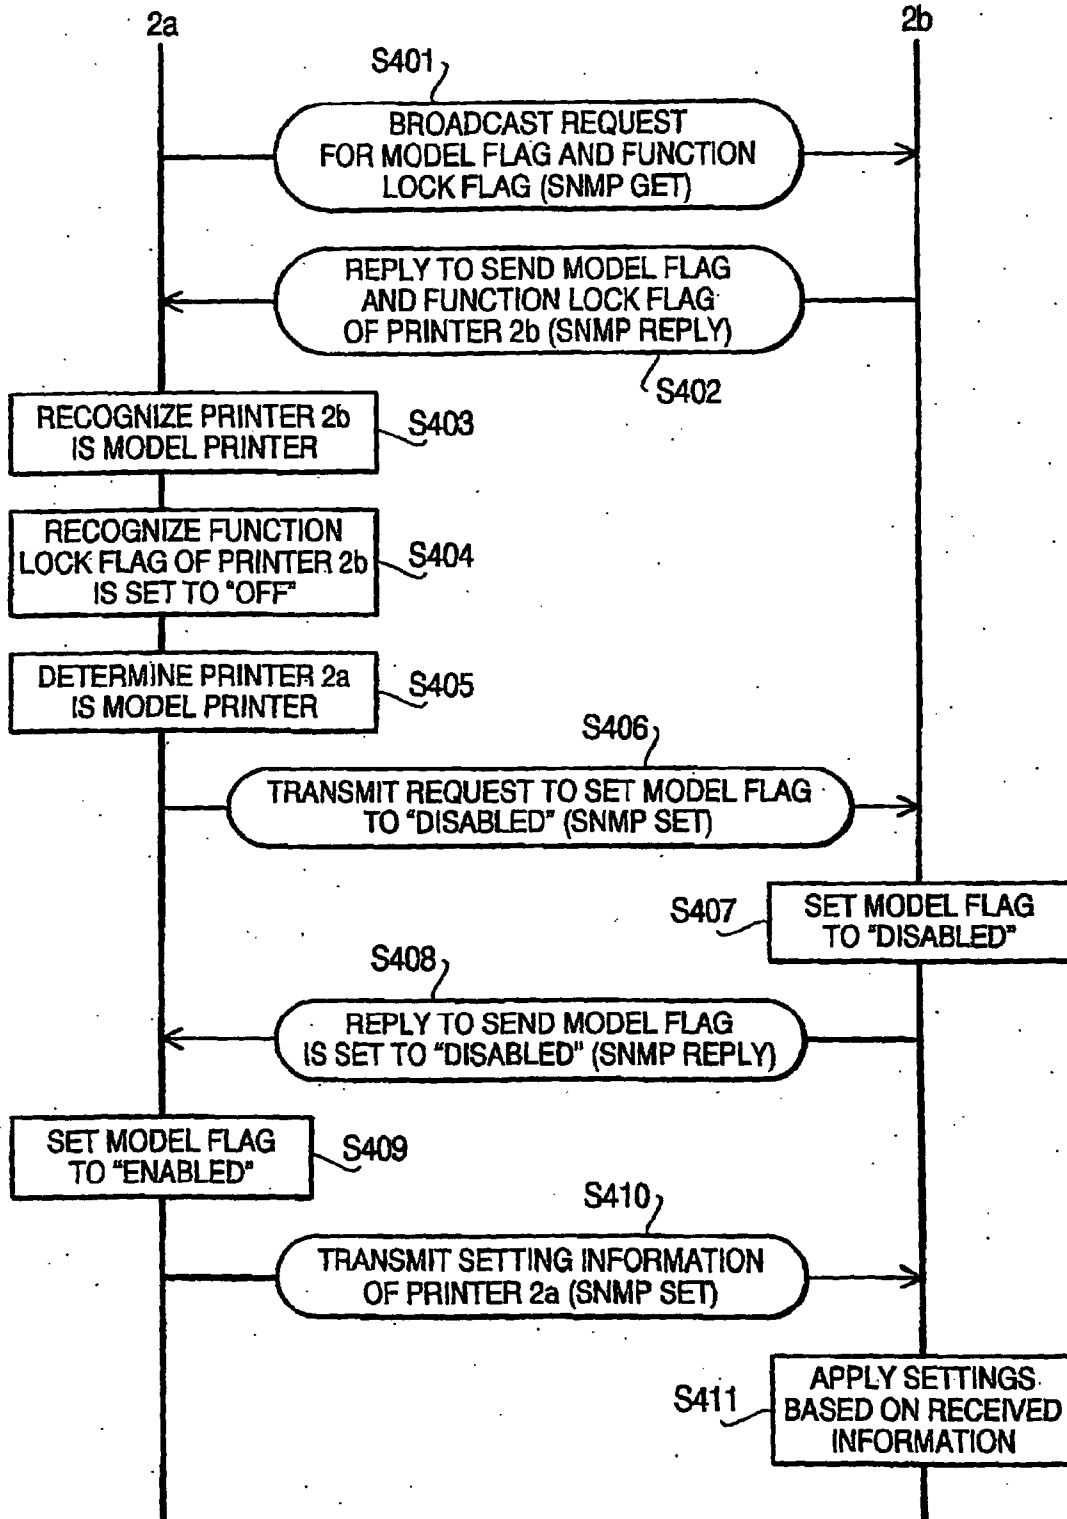 2a
2b
S401
BROADCAST REQUEST
FOR MODEL FLAG AND FUNCTION
LOCK FLAG (SNMP GET)
REPLY TO SEND MODEL FLAG
AND FUNCTION LOCK FLAG
OF PRINTER 2b (SNMP REPLY)
S402
RECOGNIZE PRINTER 2b
IS MODEL PRINTER
S403
RECOGNIZE FUNCTION
LOCK FLAG OF PRINTER 2b
IS SET TO "OFF"
S404
DETERMINE PRINTER 2a
IS MODEL PRINTER
S405
S406
TRANSMIT REQUEST TO SET MODEL FLAG
TO "DISABLED" (SNMP SET)
S407
SET MODEL FLAG
TO "DISABLED"
S408
REPLY TO SEND MODEL FLAG
IS SET TO "DISABLED" (SNMP REPLY)
SET MODEL FLAG
TO "ENABLED"
S409
S410
TRANSMIT SETTING INFORMATION
OF PRINTER 2a (SNMP SET)
S411
APPLY SETTINGS
BASED ON RECEIVED
INFORMATION